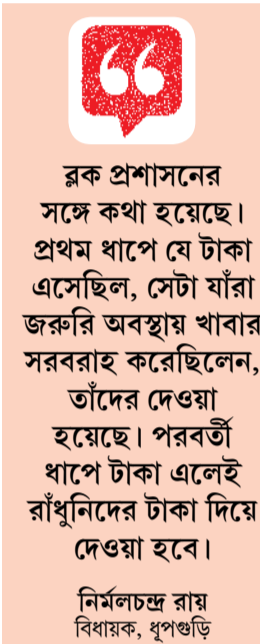 ব্লক প্রশাসনের
সঙ্গে কথা হয়েছে।
প্রথম ধাপে যে টাকা
এসেছিল, সেটা যাঁরা
জরুরি অবস্থায় খাবার
সরবরাহ করেছিলেন,
তাঁদের দেওয়া
হয়েছে। পরবর্তী
ধাপে টাকা এলেই
রাঁধুনিদের টাকা দিয়ে
দেওয়া হবে।
নির্মলচন্দ্র রায়
বিধায়ক, ধূপগুড়ি